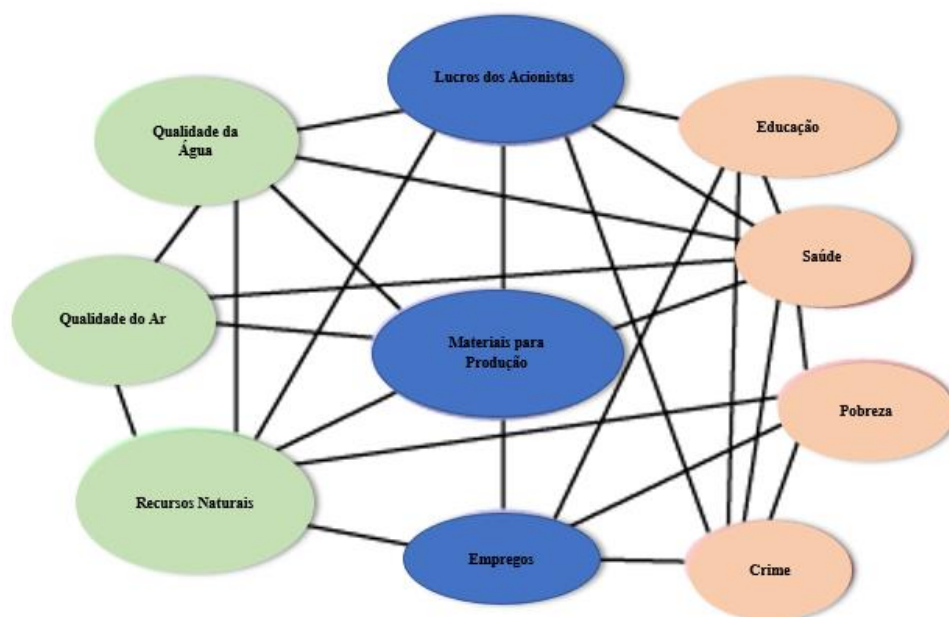 Lucros dos Acionistas
Qualidade da
Água
Educação
Saúde
Qualidade do Ar
Materiais para
Produção
Pobreza
Recursos Naturais
Empregos
Crime